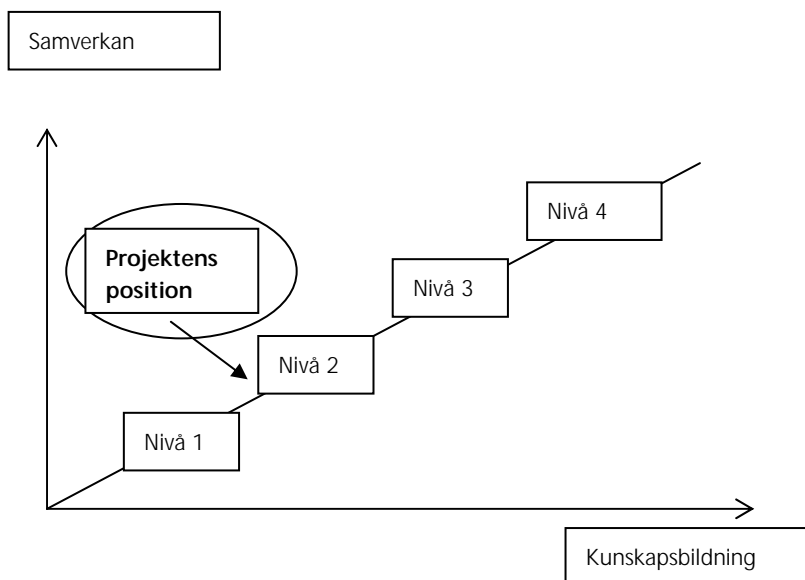 Samverkan
Nivå 4
Projektens
position
Nivå 3
Nivå 2
Nivå 1
Kunskapsbildning